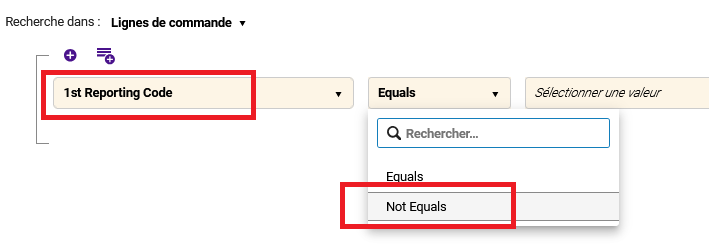 Recherche dans : Lignes de commande
1st Reporting Code Equals Sélectionner une valeur
Rechercher...
Equals
Not Equals